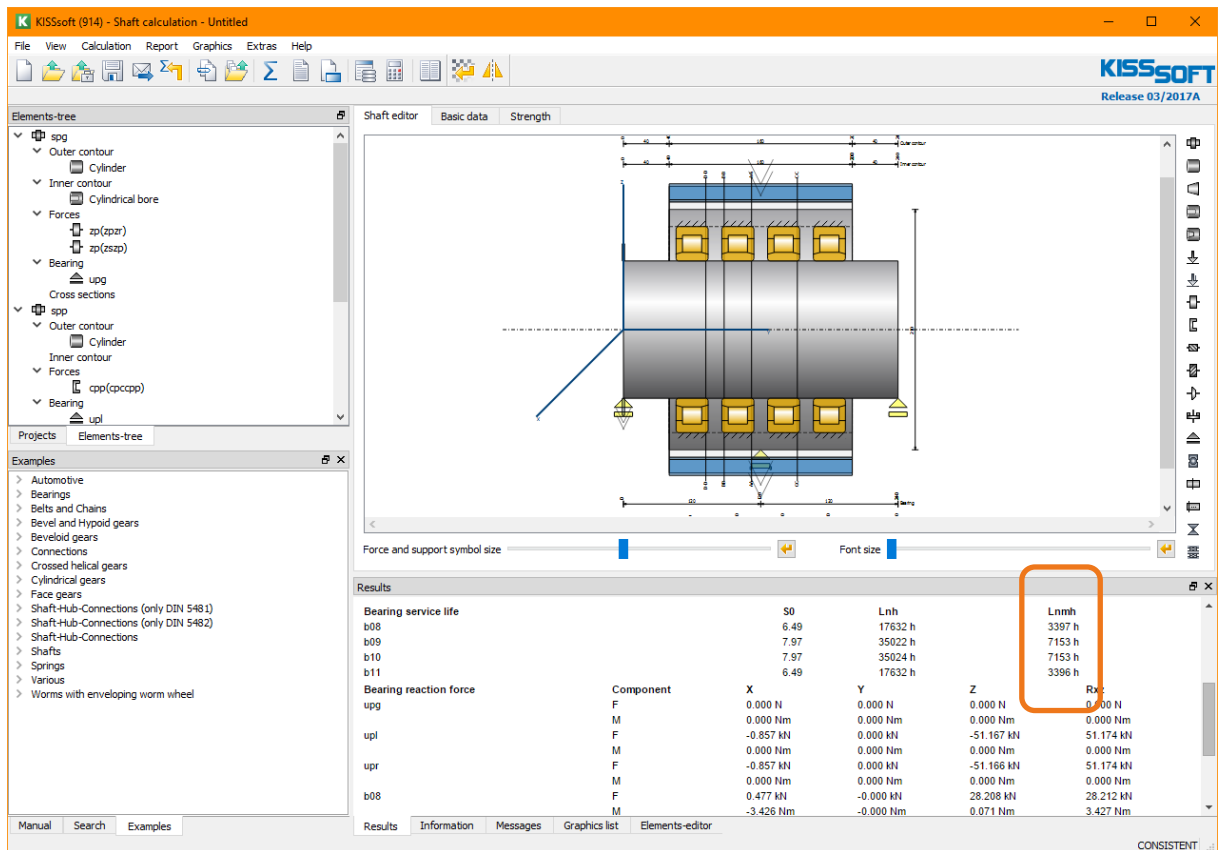 KISSsoft (914) - Shaft calculation - Untitled
File View Calculation Report Graphics Extras Help
KISSSOFT
Release 03/2017A
Elements-tree
spg
Outer contour
Cylinder
Inner contour
Cylindrical bore
Forces
zp(zpzr)
zp(zszp)
Bearing
upg
Cross sections
spp
Outer contour
Cylinder
Inner contour
Forces
cpp(cpccpp)
Bearing
upl
Projects Elements-tree
Examples
Automotive
Bearings
Belts and Chains
Bevel and Hypoid gears
Beveloid gears
Connections
Crossed helical gears
Cylindrical gears
Face gears
Shaft-Hub-Connections (only DIN 5481)
Shaft-Hub-Connections (only DIN 5482)
Shaft-Hub-Connections
Shafts
Springs
Various
Worms with enveloping worm wheel
Manual Search Examples
Shaft editor Basic data Strength
Outer contour
Inner contour
Bearing
Force and support symbol size Font size
Results
Bearing service life S0 Lnh Lnmh
b08 6.49 17632 h 3397 h
b09 7.97 35022 h 7153 h
b10 7.97 35024 h 7153 h
b11 6.49 17632 h 3396 h
Bearing reaction force Component X Y Z Rxz
upg F 0.000 N 0.000 N 0.000 N 0.000 N
M 0.000 Nm 0.000 Nm 0.000 Nm 0.000 Nm
upl F -0.857 kN 0.000 kN -51.167 kN 51.174 kN
M 0.000 Nm 0.000 Nm 0.000 Nm 0.000 Nm
upr F -0.857 kN 0.000 kN -51.166 kN 51.174 kN
M 0.000 Nm 0.000 Nm 0.000 Nm 0.000 Nm
b08 F 0.477 kN -0.000 kN 28.208 kN 28.212 kN
M -3.426 Nm -0.000 Nm 0.071 Nm 3.427 Nm
Results Information Messages Graphics list Elements-editor
CONSISTENT